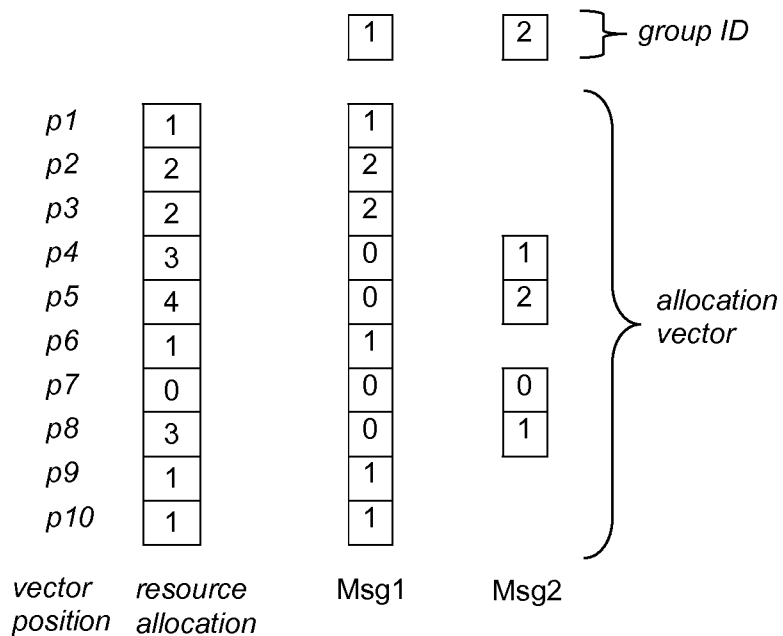 1 2 group ID
p1 1 1
p2 2 2
p3 2 2
p4 3 0 1
p5 4 0 2
p6 1 1
p7 0 0 0
p8 3 0 1
p9 1 1
p10 1 1
allocation
vector
vector resource Msg1 Msg2
position allocation